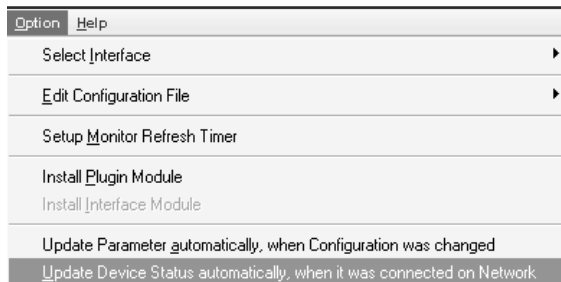 Option Help
Select Interface
Edit Configuration File
Setup Monitor Refresh Timer
Install Plugin Module
Install Interface Module
Update Parameter automatically, when Configuration was changed
Update Device Status automatically, when it was connected on Network